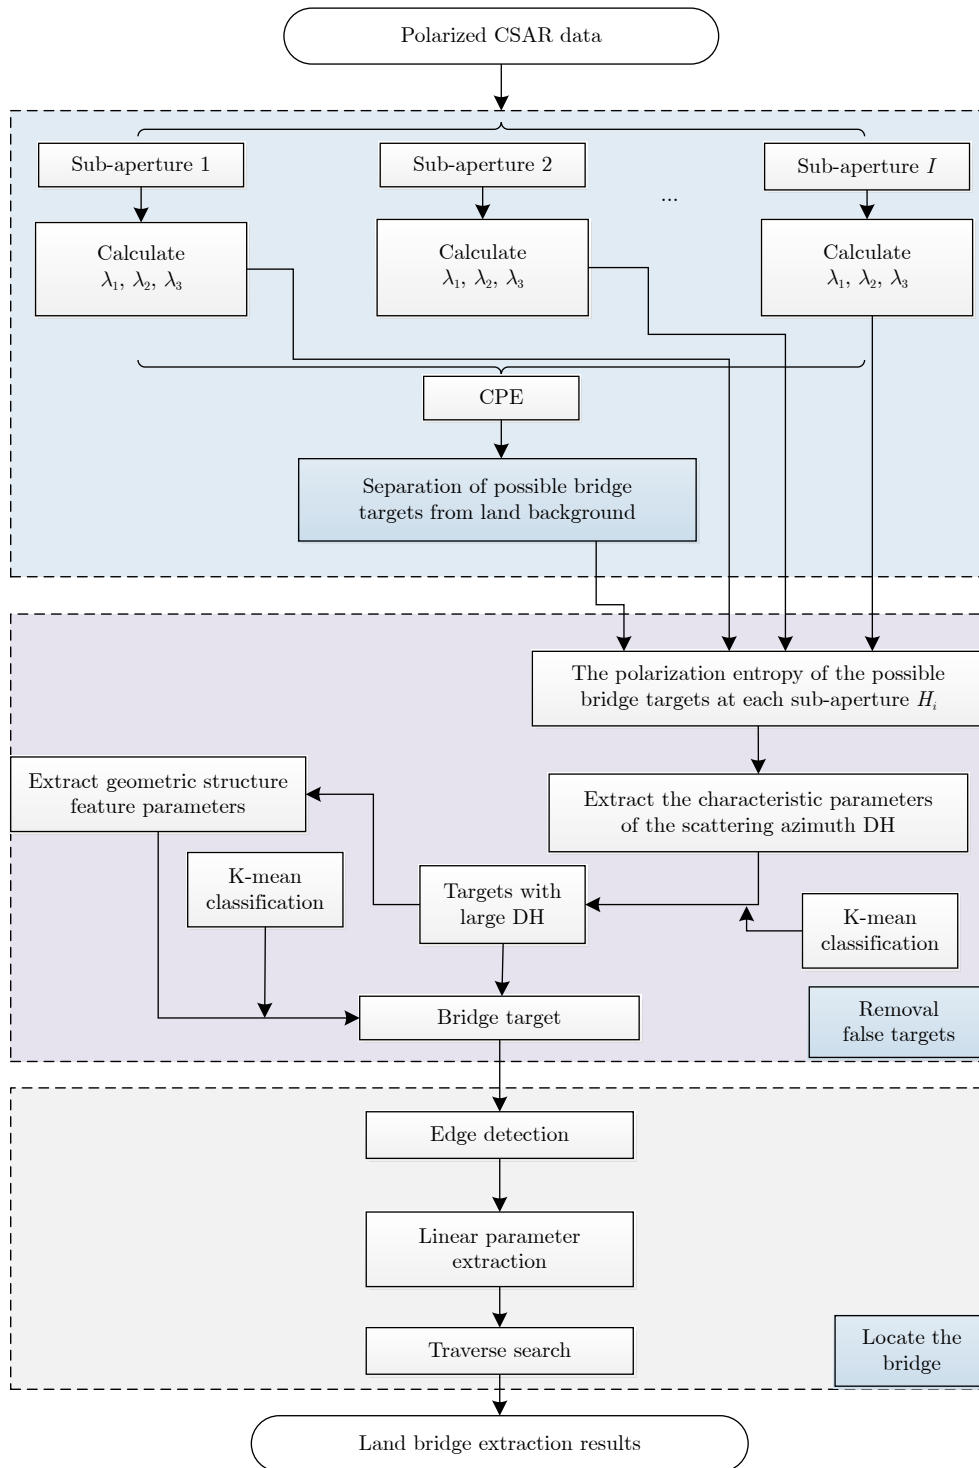 Polarized CSAR data
Sub-aperture 1
Sub-aperture 2
Sub-aperture I
...
Calculate
λ1, λ2, λ3
Calculate
λ1, λ2, λ3
Calculate
λ1, λ2, λ3
CPE
Separation of possible bridge
targets from land background
The polarization entropy of the possible
bridge targets at each sub-aperture Hi
Extract geometric structure
feature parameters
Extract the characteristic parameters
of the scattering azimuth DH
K-mean
classification
Targets with
large DH
K-mean
classification
Bridge target
Removal
false targets
Edge detection
Linear parameter
extraction
Traverse search
Locate the
bridge
Land bridge extraction results